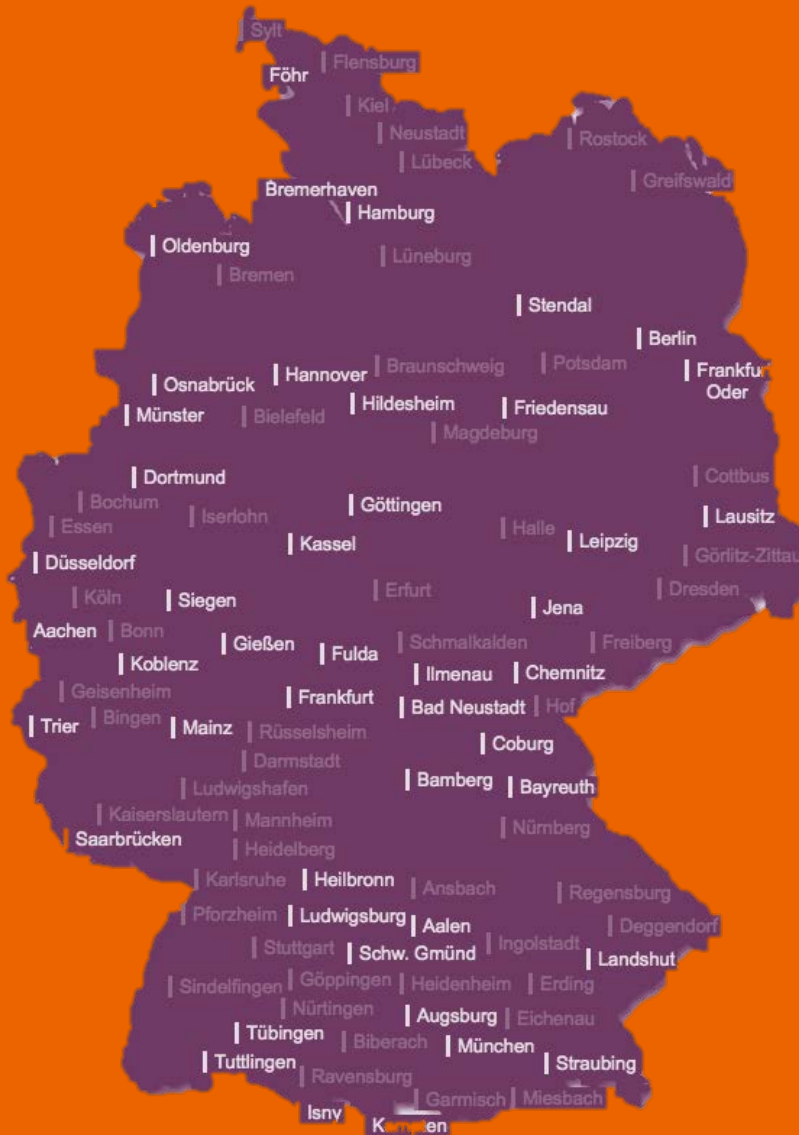 Sylt
Flensburg
Föhr
Kiel
Neustadt
Rostock
Lübeck
Greifswald
Bremerhaven
Hamburg
Oldenburg
Lüneburg
Bremen
Stendal
Berlin
Braunschweig
Potsdam
Hannover
Frankfur
Oder
Osnabrück
Hildesheim
Friedensau
Münster
Bielefeld
Magdeburg
Dortmund
Cottbus
Bochum
Göttingen
Iserlohn
Lausitz
Essen
Halle
Kassel
Leipzig
Görlitz-Zittau
Düsseldorf
Erfurt
Dresden
Köln
Siegen
Jena
Aachen
Bonn
Gießen
Schmalkalden
Freiberg
Fulda
Koblenz
Ilmenau
Chemnitz
Geisenheim
Frankfurt
Bad Neustadt
Hof
Bingen
Trier
Mainz
Rüsselsheim
Coburg
Darmstadt
Bamberg
Bayreuth
Ludwigshafen
Kaiserslautern
Mannheim
Nürnberg
Saarbrücken
Heidelberg
Karlsruhe
Heilbronn
Ansbach
Regensburg
Pforzheim
Ludwigsburg
Aalen
Deggendorf
Stuttgart
Schw. Gmünd
Ingolstadt
Landshut
Sindelfingen
Göppingen
Heidenheim
Erding
Nürtingen
Augsburg
Eichenau
Tübingen
Biberach
München
Tuttlingen
Straubing
Ravensburg
Garmisch
Miesbach
Isny